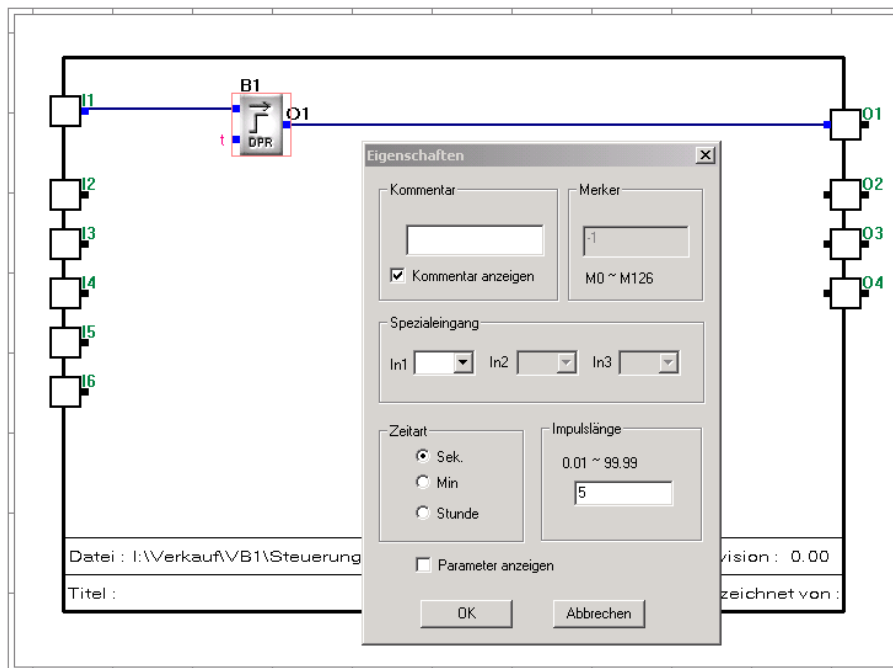 B1
I1
O1
O1
DPR
t
Eigenschaften
I2
O2
Kommentar
Merker
I3
-1
O3
Kommentar anzeigen
M0 ~ M126
I4
O4
Spezialeingang
I5
In1
In2
In3
I6
Zeitart
Impulslänge
Sek.
0.01 ~ 99.99
Min
5
Stunde
Datei : I:\Verkauf\VB1\Steuerung
vision : 0.00
Parameter anzeigen
Titel :
zeichnet von :
OK
Abbrechen